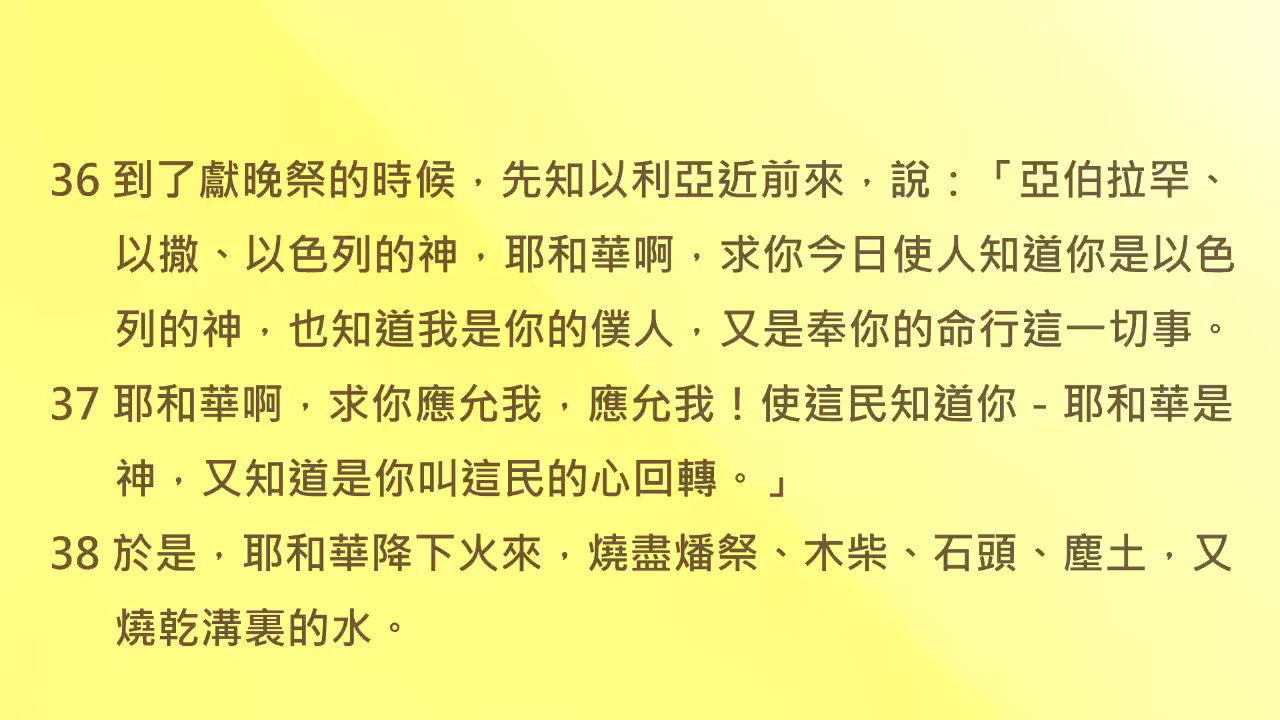 36 到了獻晚祭的時候，先知以利亞近前來，說：「亞伯拉罕、
以撒、以色列的神，耶和華啊，求你今日使人知道你是以色
列的神，也知道我是你的僕人，又是奉你的命行這一切事。
37 耶和華啊，求你應允我，應允我！使這民知道你－耶和華是
神，又知道是你叫這民的心回轉。」
38 於是，耶和華降下火來，燒盡燔祭、木柴、石頭、塵土，又
燒乾溝裏的水。